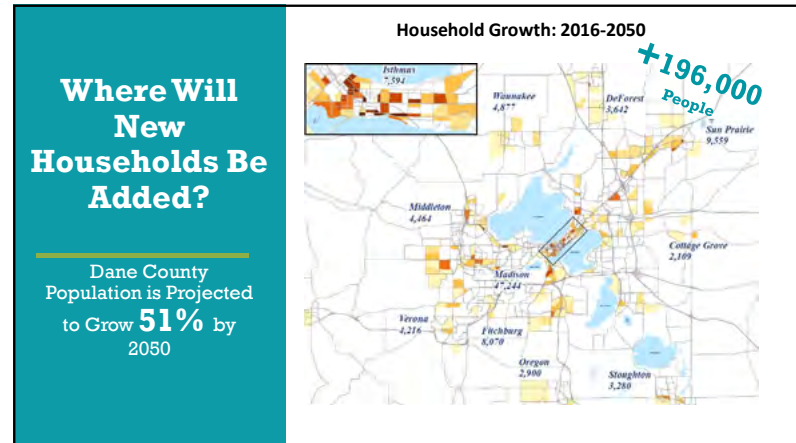 Where Will
New
Households Be
Added?
Dane County
Population is Projected
to Grow 51% by
2050
Household Growth: 2016-2050
+196,000
People
Isthmus
7,594
Waunakee
4,877
DeForest
3,642
Sun Prairie
9,559
Middleton
4,464
Cottage Grove
2,109
Madison
47,244
Verona
4,216
Fitchburg
8,070
Oregon
2,900
Stoughton
3,280